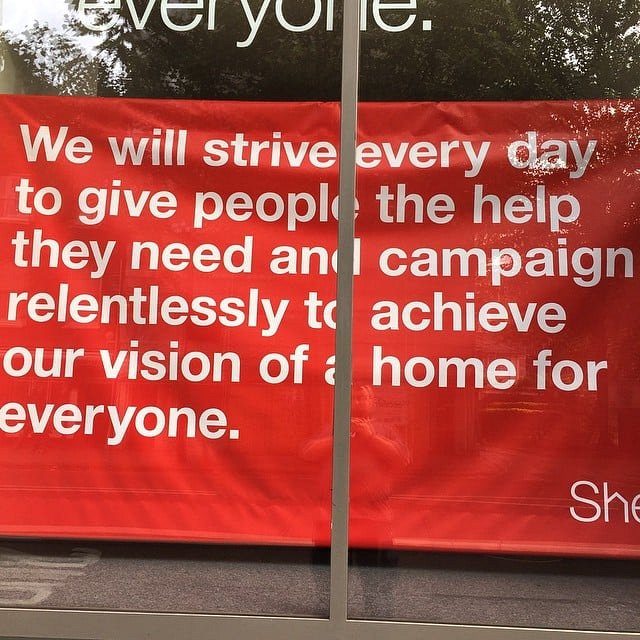 everyone.
We will strive every day
to give people the help
they need and campaign
relentlessly to achieve
our vision of a home for
everyone.
She